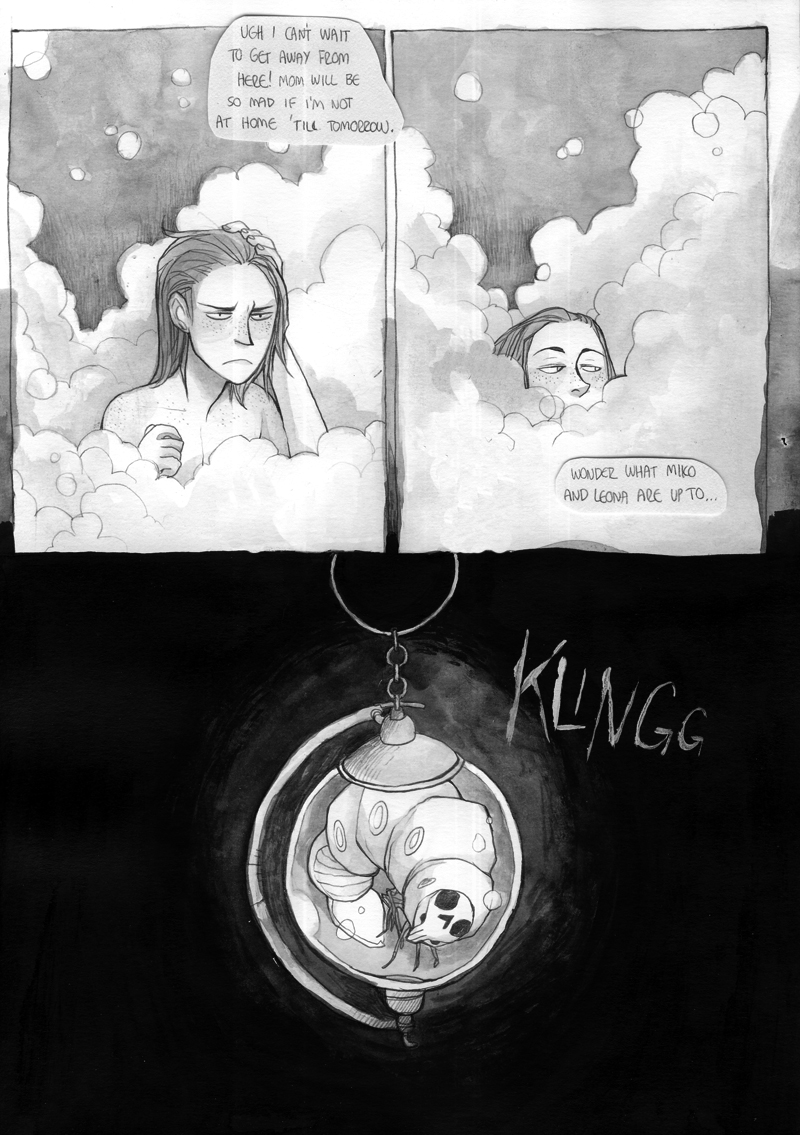 UGH I CAN'T WAIT
TO GET AWAY FROM
HERE! MOM WILL BE
SO MAD IF I'M NOT
AT HOME 'TILL TOMORROW.
WONDER WHAT MIKO
AND LEONA ARE UP TO...
KLINGG